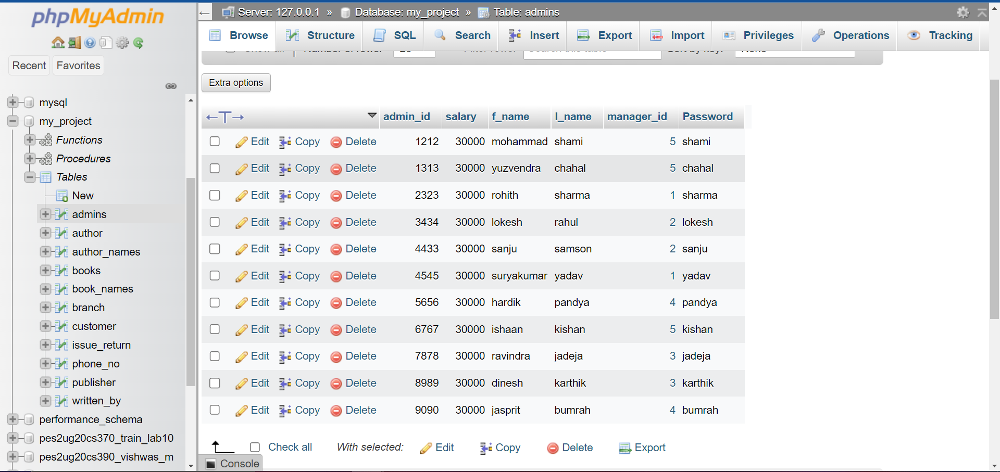 phpMyAdmin
Recent Favorites
mysql
my_project
Functions
Procedures
Tables
New
admins
author
author_names
books
book_names
branch
customer
issue_return
phone_no
publisher
written_by
performance_schema
pes2ug20cs370_train_lab10
pes2ug20cs390_vishwas_m
Server: 127.0.0.1 » Database: my_project » Table: admins
Browse Structure SQL Search Insert Export Import Privileges Operations Tracking
Extra options
←T→ admin_id salary f_name l_name manager_id Password
Edit Copy Delete 1212 30000 mohammad shami 5 shami
Edit Copy Delete 1313 30000 yuzvendra chahal 5 chahal
Edit Copy Delete 2323 30000 rohith sharma 1 sharma
Edit Copy Delete 3434 30000 lokesh rahul 2 lokesh
Edit Copy Delete 4433 30000 sanju samson 2 sanju
Edit Copy Delete 4545 30000 suryakumar yadav 1 yadav
Edit Copy Delete 5656 30000 hardik pandya 4 pandya
Edit Copy Delete 6767 30000 ishaan kishan 5 kishan
Edit Copy Delete 7878 30000 ravindra jadeja 3 jadeja
Edit Copy Delete 8989 30000 dinesh karthik 3 karthik
Edit Copy Delete 9090 30000 jasprit bumrah 4 bumrah
Check all With selected: Edit Copy Delete Export
Console